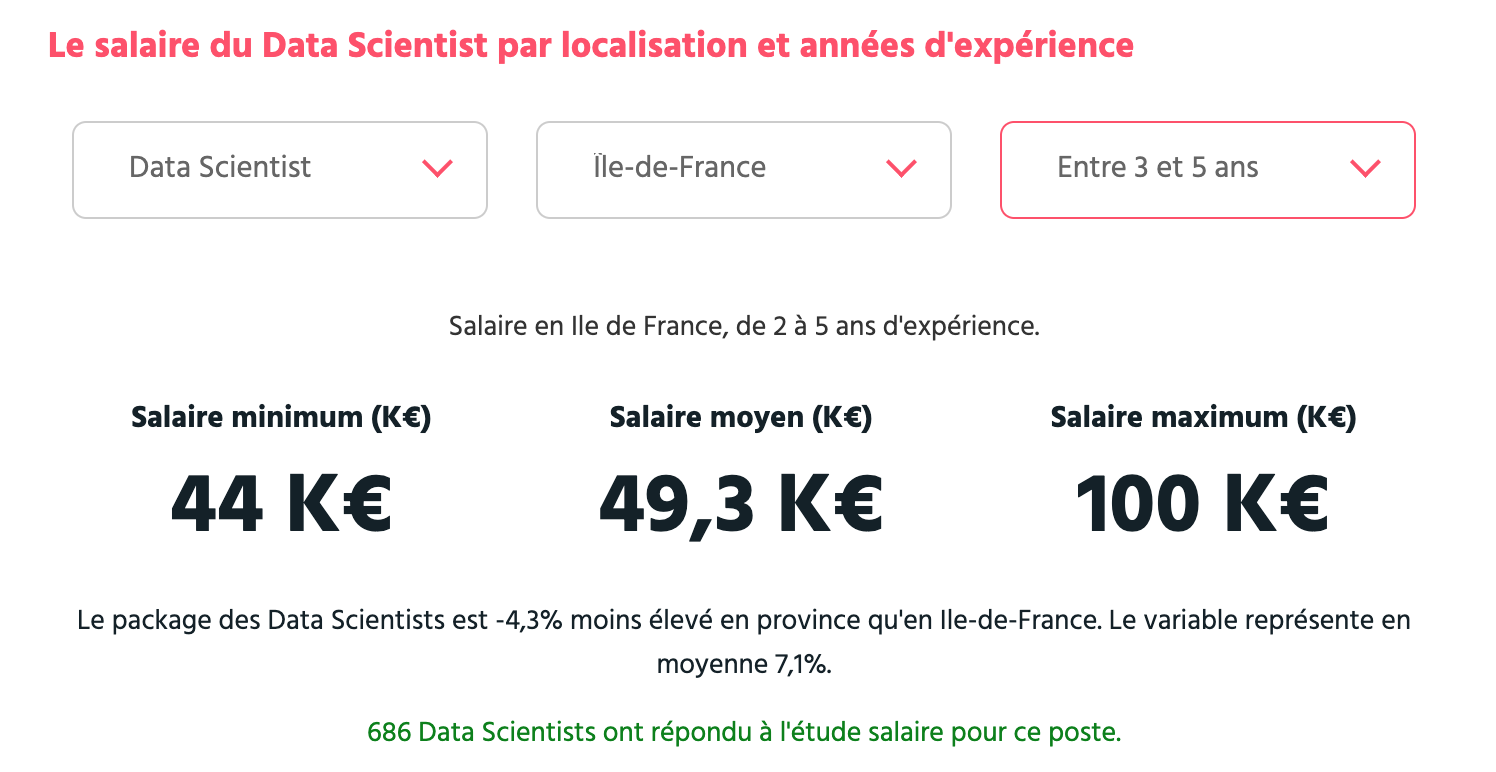 Le salaire du Data Scientist par localisation et années d'expérience
Data Scientist
Île-de-France
Entre 3 et 5 ans
Salaire en Ile de France, de 2 à 5 ans d'expérience.
Salaire minimum (K€)
44 K€
Salaire moyen (K€)
49,3 K€
Salaire maximum (K€)
100 K€
Le package des Data Scientists est -4,3% moins élevé en province qu'en Ile-de-France. Le variable représente en
moyenne 7,1%.
686 Data Scientists ont répondu à l'étude salaire pour ce poste.